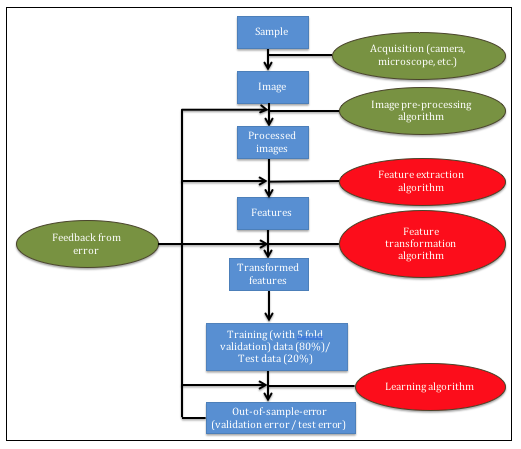 Sample
Acquisition (camera,
microscope, etc.)
Image
Image pre-processing
algorithm
Processed
images
Feature extraction
algorithm
Features
Feature
transformation
algorithm
Feedback from
error
Transformed
features
Training (with 5 fold
validation) data (80%)/
Test data (20%)
Learning algorithm
Out-of-sample-error
(validation error / test error)